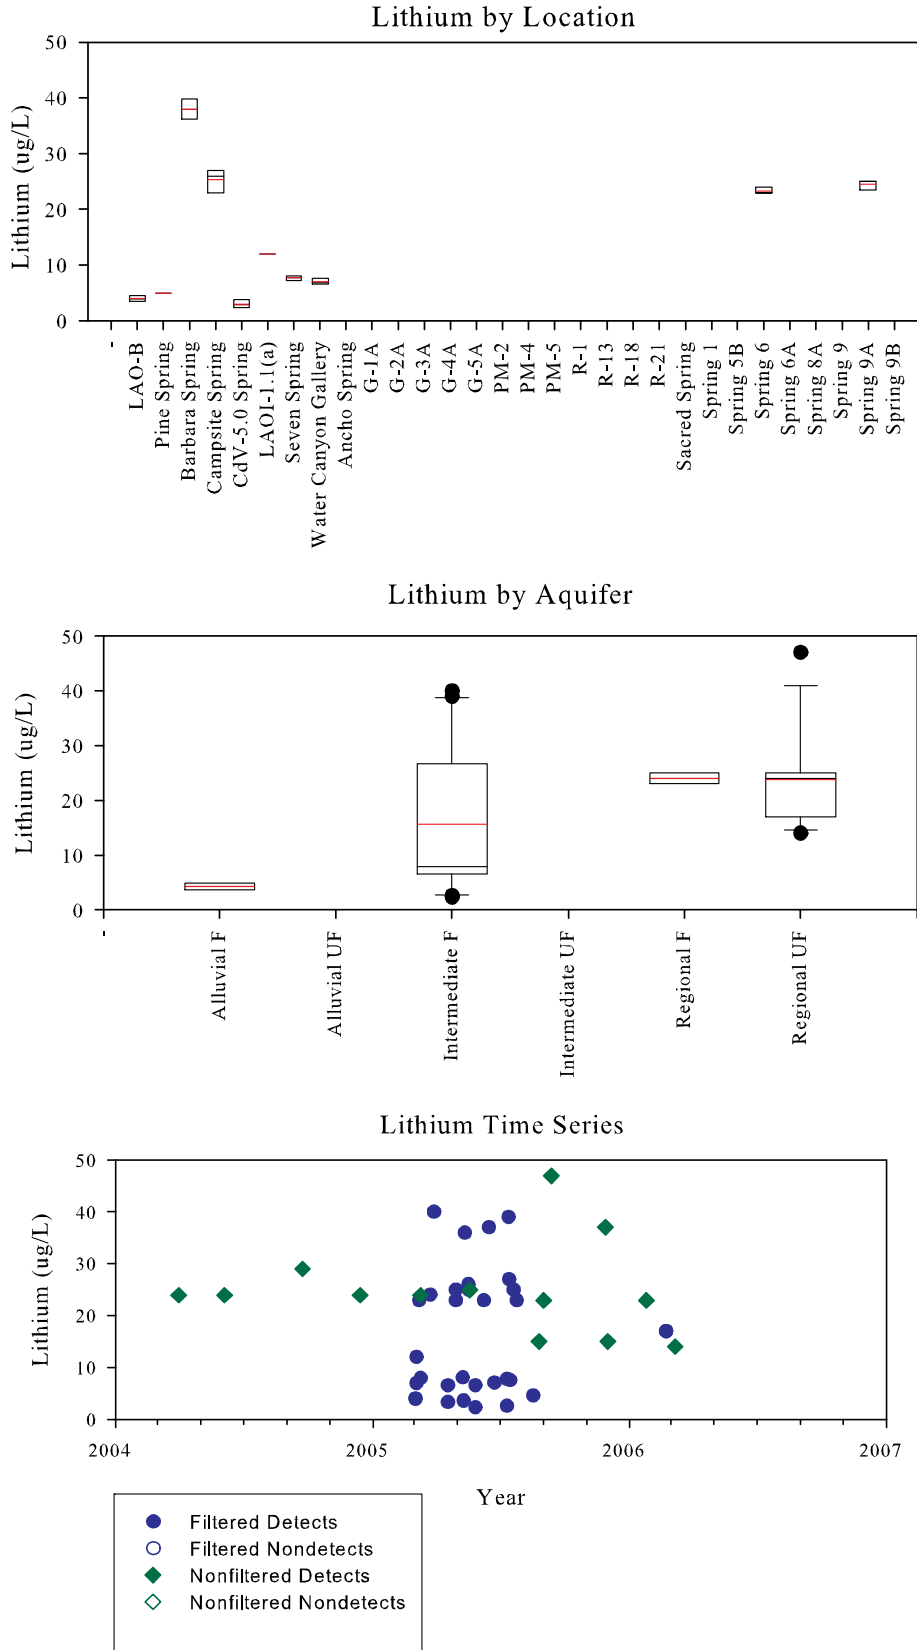 Lithium by Location
Lithium (ug/L)
50
40
30
20
10
0
-
LAO-B
Pine Spring
Barbara Spring
Campsite Spring
CdV-5.0 Spring
LAOI-1.1(a)
Seven Spring
Water Canyon Gallery
Ancho Spring
G-1A
G-2A
G-3A
G-4A
G-5A
PM-2
PM-4
PM-5
R-1
R-13
R-18
R-21
Sacred Spring
Spring 1
Spring 5B
Spring 6
Spring 6A
Spring 8A
Spring 9
Spring 9A
Spring 9B
Lithium by Aquifer
Lithium (ug/L)
50
40
30
20
10
0
-
Alluvial F
Alluvial UF
Intermediate F
Intermediate UF
Regional F
Regional UF
Lithium Time Series
Lithium (ug/L)
50
40
30
20
10
0
2004
2005
2006
2007
Year
Filtered Detects
Filtered Nondetects
Nonfiltered Detects
Nonfiltered Nondetects